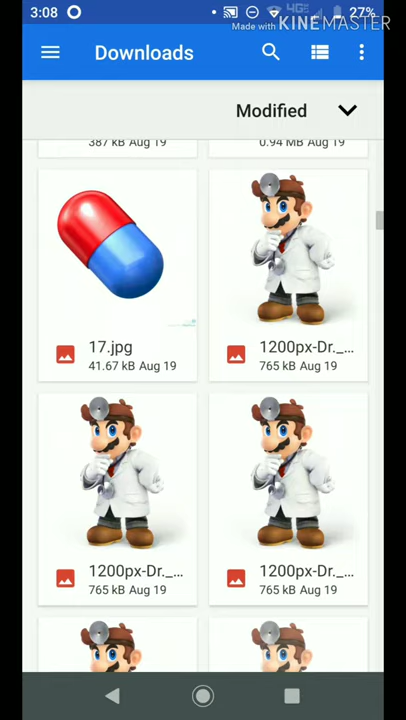 3:08
4G
27%
Made with KINEMASTER
Downloads
Modified
387 kB Aug 19
0.94 MB Aug 19
17.jpg
41.67 kB Aug 19
1200px-Dr._...
765 kB Aug 19
1200px-Dr._...
765 kB Aug 19
1200px-Dr._...
765 kB Aug 19